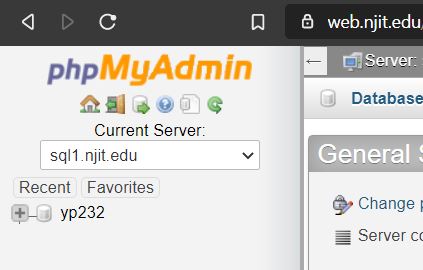 web.njit.edu/
phpMyAdmin
Current Server:
sql1.njit.edu
Recent Favorites
yp232
Server:
Database
General S
Change p
Server co